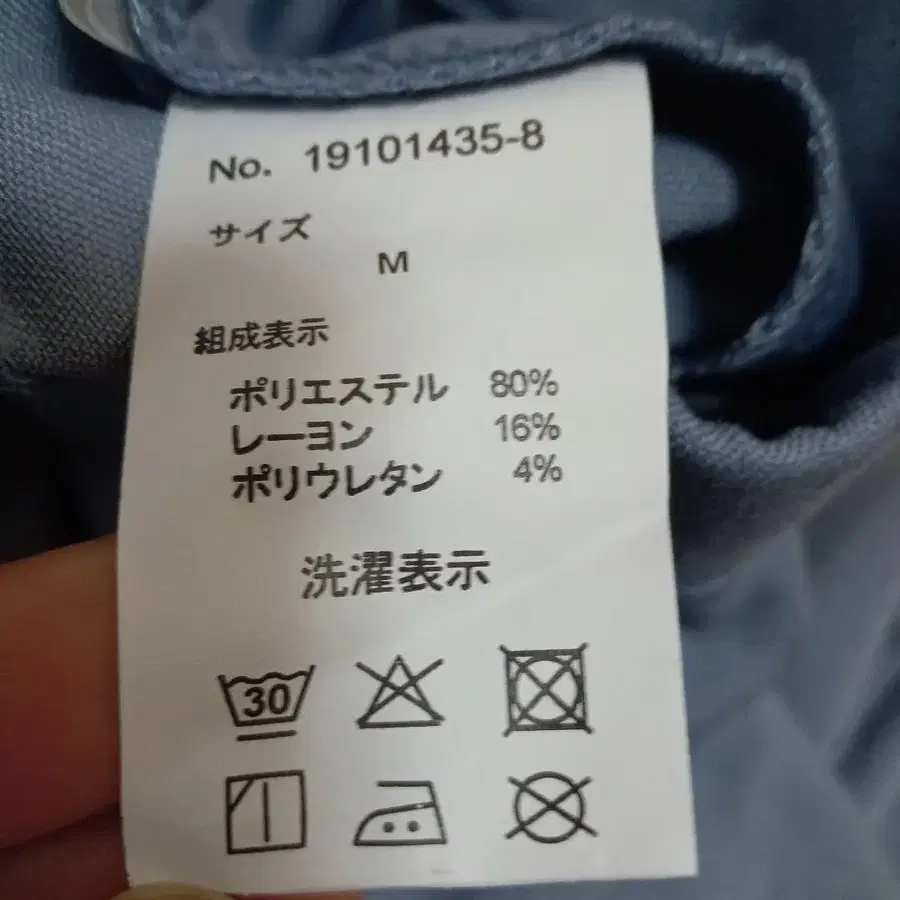 No. 19101435-8
サイズ
M
組成表示
ポリエステル 80%
レーヨン 16%
ポリウレタン 4%
洗濯表示
30